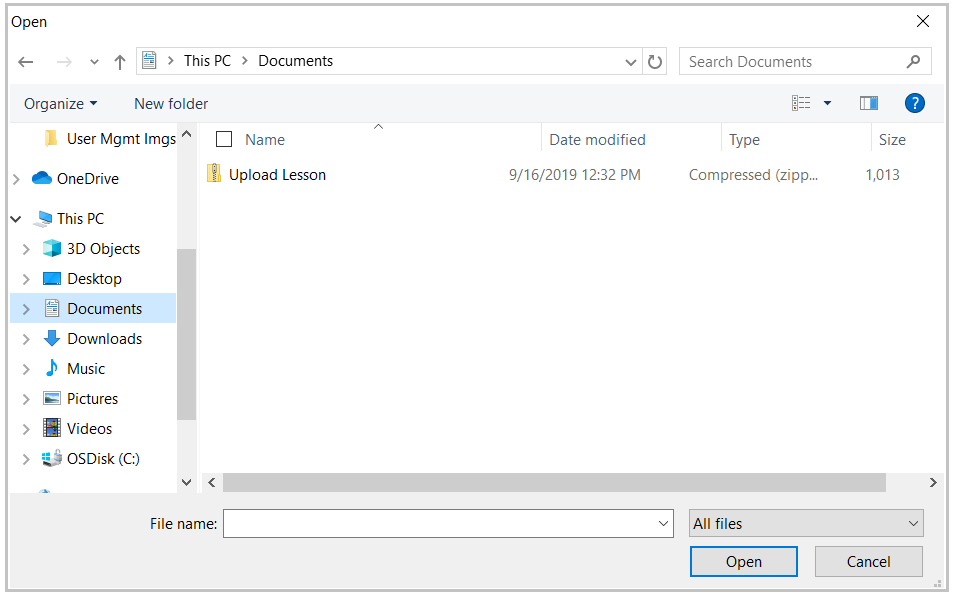 Open
This PC > Documents
Search Documents
Organize
New folder
?
Name
Date modified
Type
Size
User Mgmt Imgs
OneDrive
This PC
3D Objects
Desktop
Documents
Downloads
Music
Pictures
Videos
OSDisk (C:)
Upload Lesson
9/16/2019 12:32 PM
Compressed (zipp...
1,013
File name:
All files
Open
Cancel